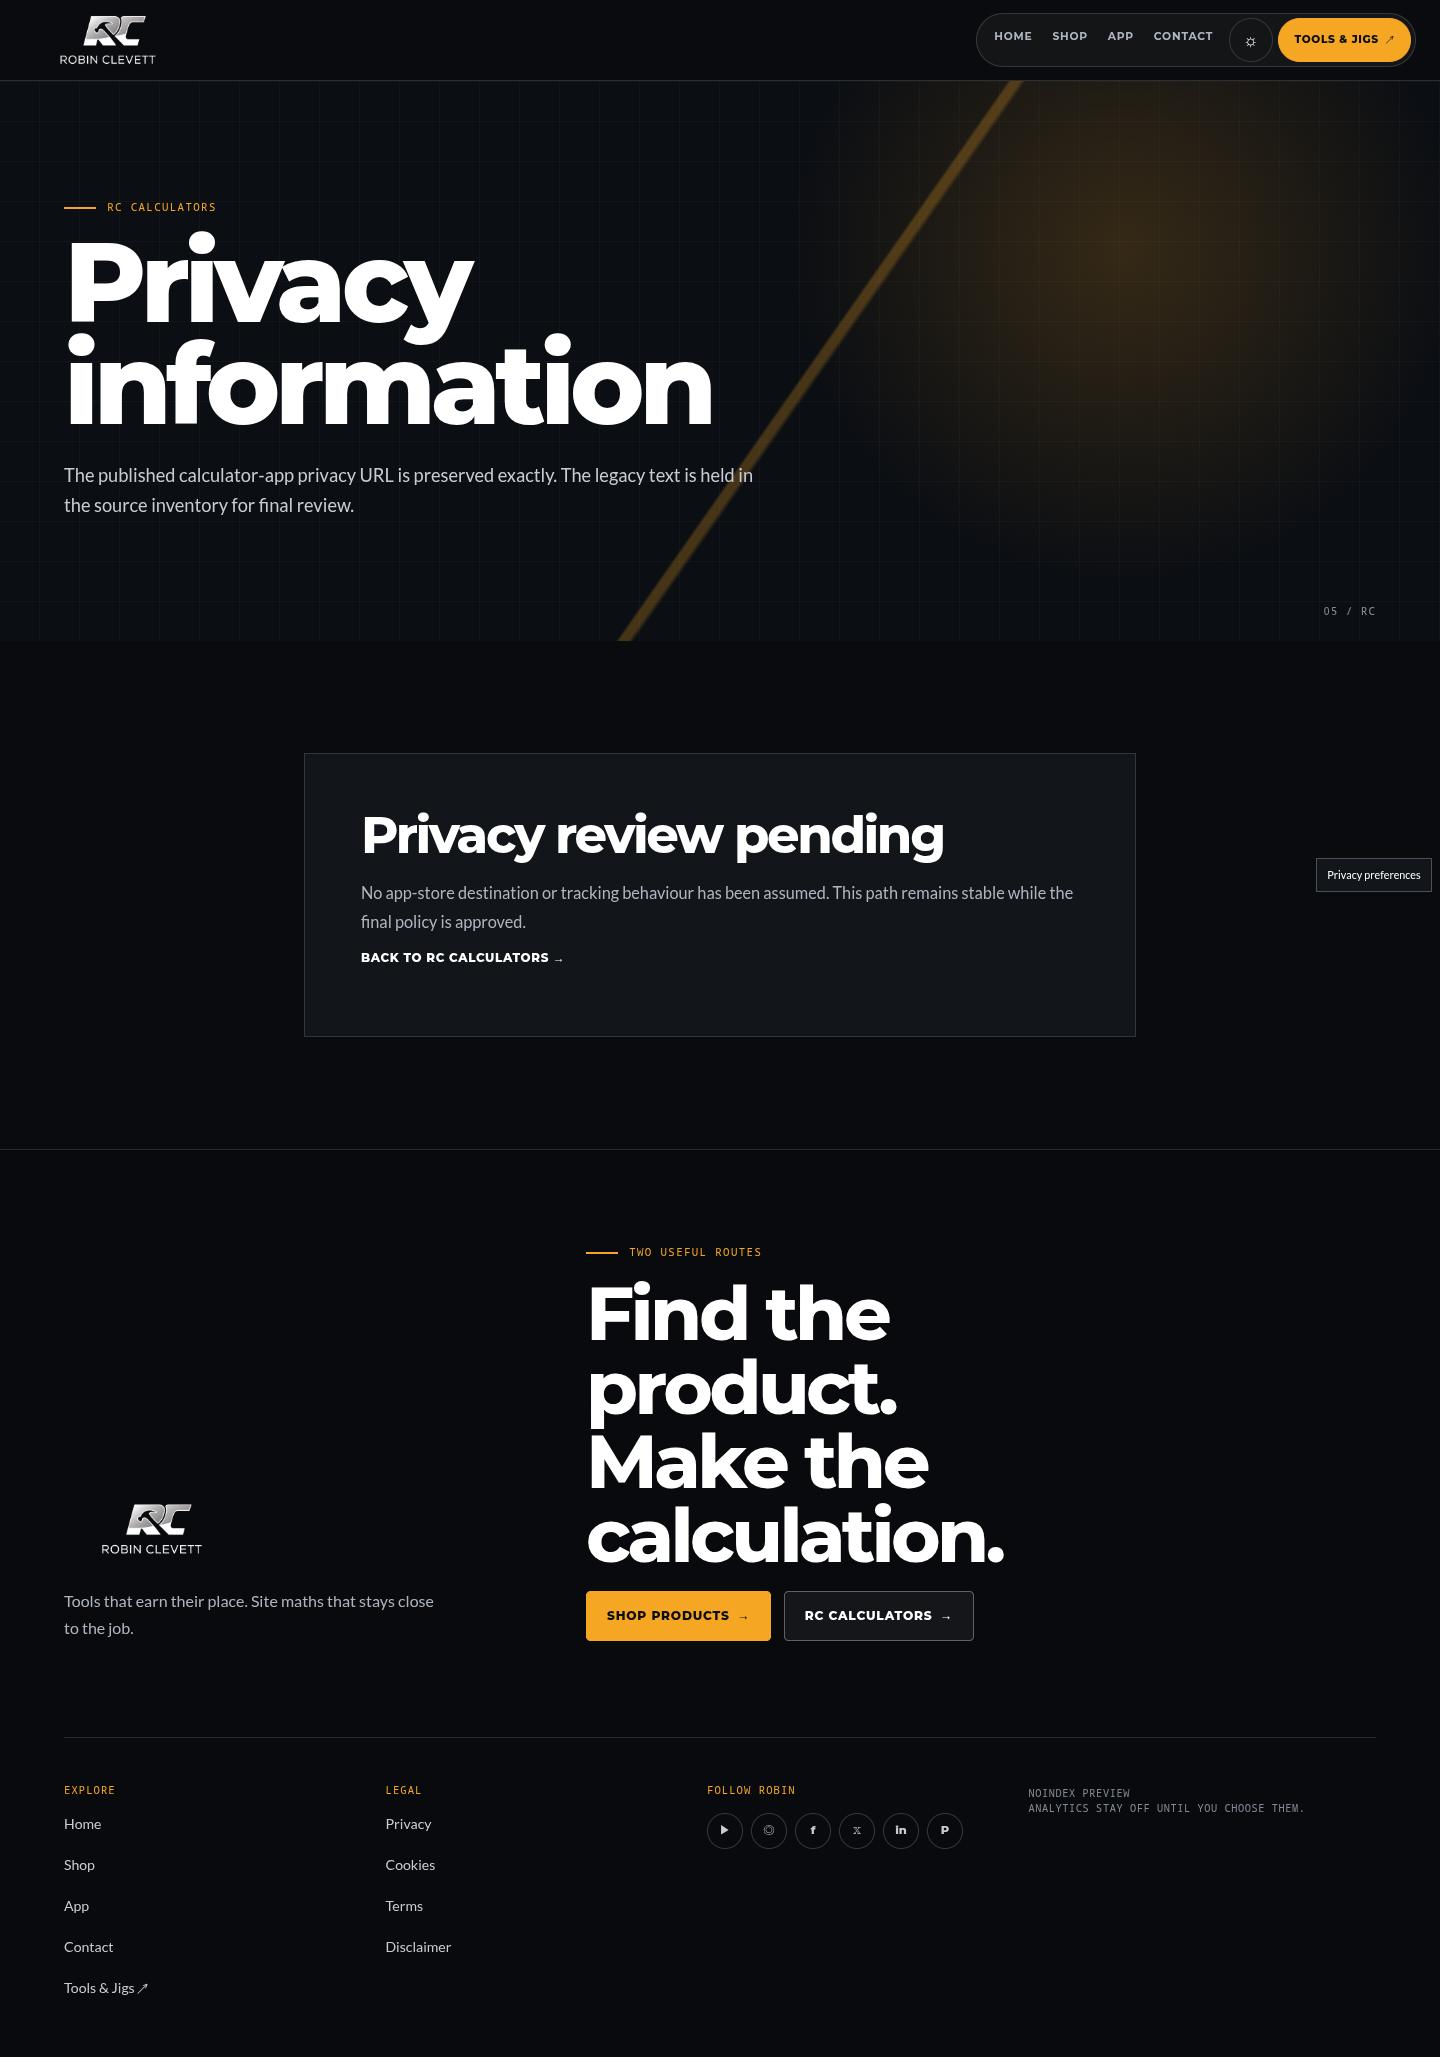 RC
ROBIN CLEVETT
HOME SHOP APP CONTACT ☼ TOOLS & JIGS ↗
RC CALCULATORS
Privacy
information
The published calculator-app privacy URL is preserved exactly. The legacy text is held in
the source inventory for final review.
05 / RC
Privacy review pending
No app-store destination or tracking behaviour has been assumed. This path remains stable while the
final policy is approved.
BACK TO RC CALCULATORS →
Privacy preferences
TWO USEFUL ROUTES
Find the
product.
Make the
calculation.
RC
ROBIN CLEVETT
Tools that earn their place. Site maths that stays close
to the job.
SHOP PRODUCTS →
RC CALCULATORS →
EXPLORE
Home
Shop
App
Contact
Tools & Jigs ↗
LEGAL
Privacy
Cookies
Terms
Disclaimer
FOLLOW ROBIN
▶ ◎ f 𝕏 in P
NOINDEX PREVIEW
ANALYTICS STAY OFF UNTIL YOU CHOOSE THEM.